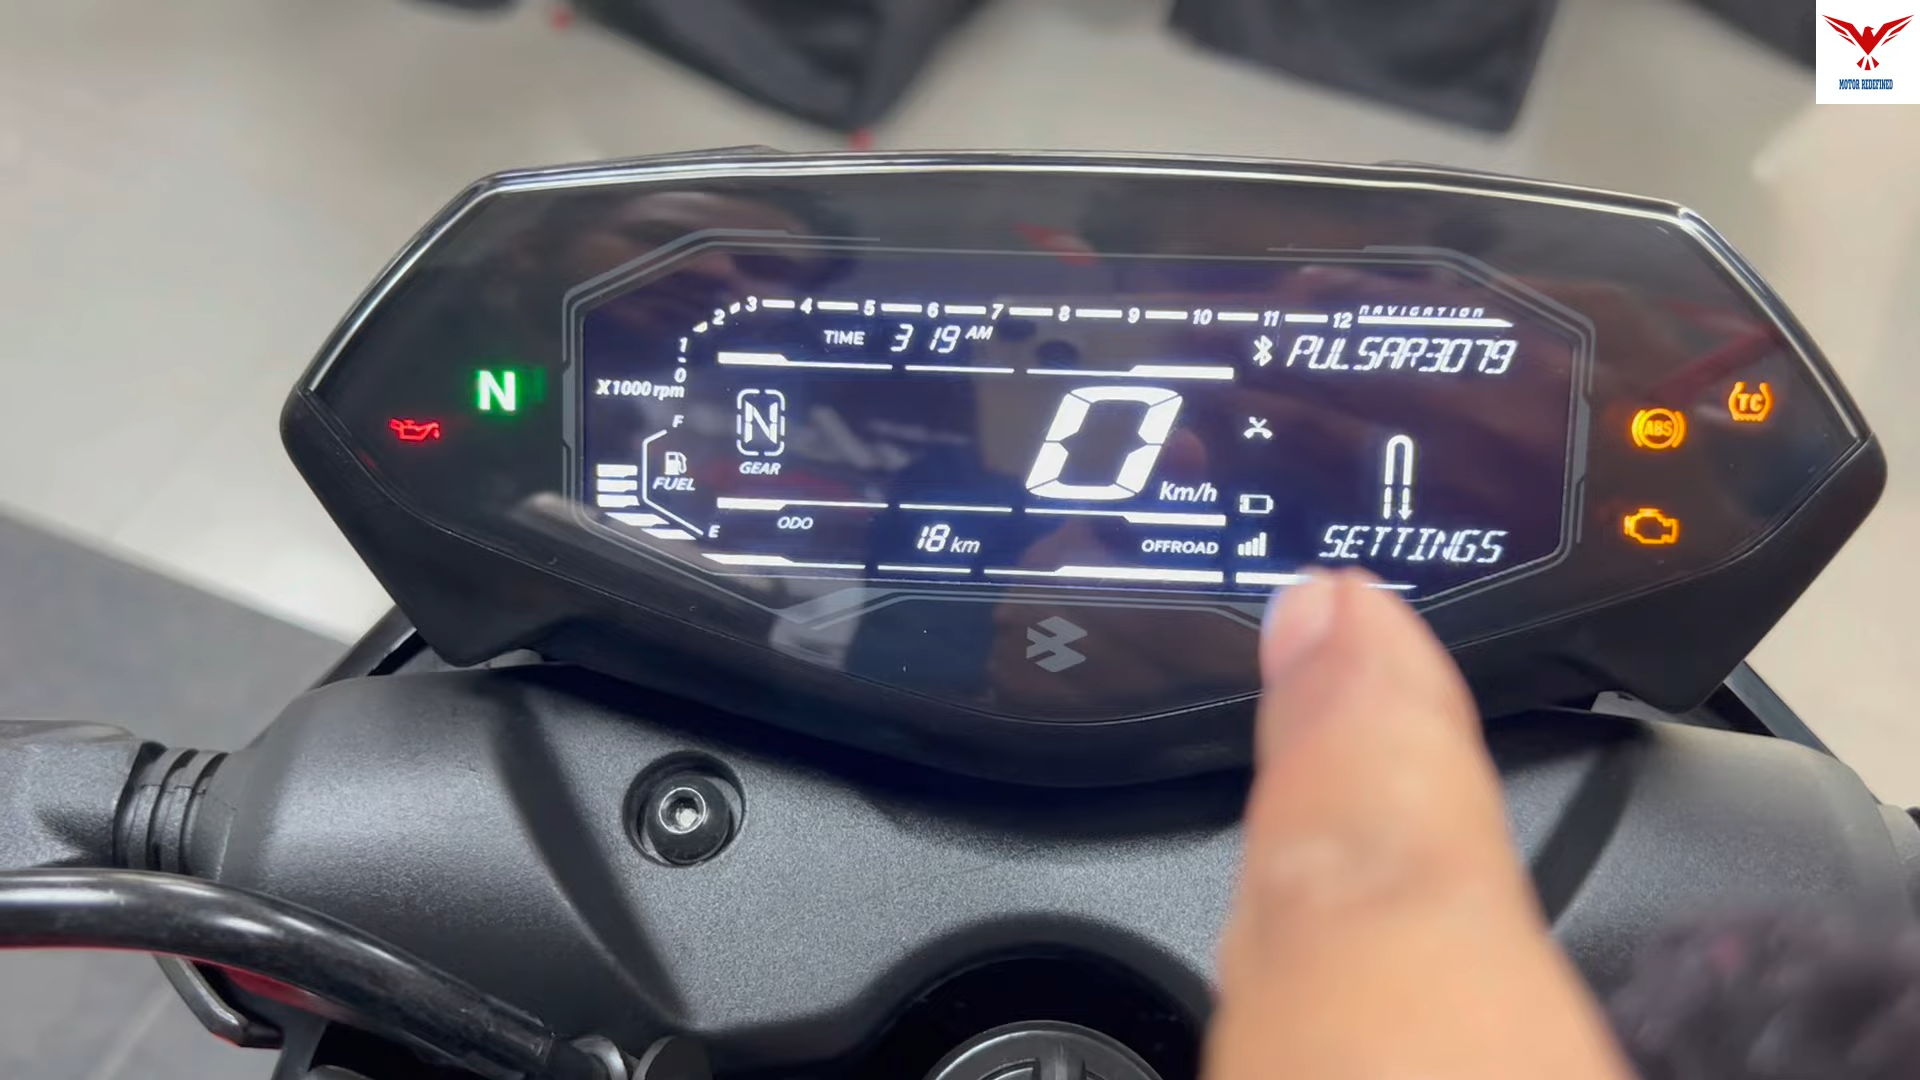 MOTOR REDEFINED
0 1 2 3 4 5 6 7 8 9 10 11 12
NAVIGATION
TIME 3 19 AM
PULSAR3079
X1000 rpm
N
N
GEAR
0 Km/h
F
FUEL
E
ODO
18 km
OFFROAD
SETTINGS
ABS
TC